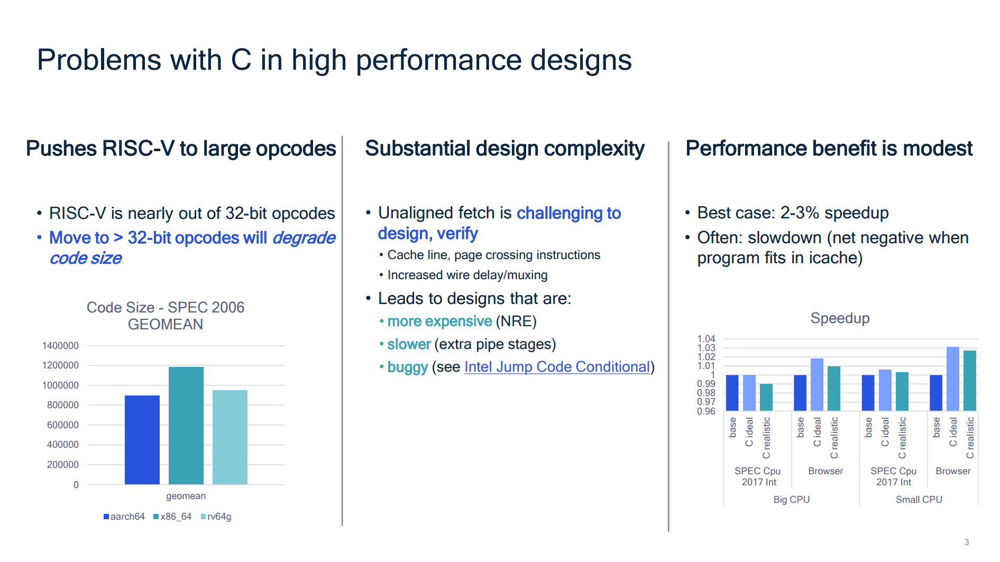 Problems with C in high performance designs
Pushes RISC-V to large opcodes
• RISC-V is nearly out of 32-bit opcodes
• Move to > 32-bit opcodes will degrade
code size
Code Size - SPEC 2006
GEOMEAN
1400000
1200000
1000000
800000
600000
400000
200000
0
geomean
aarch64 x86_64 rv64g
Substantial design complexity
• Unaligned fetch is challenging to
design, verify
• Cache line, page crossing instructions
• Increased wire delay/muxing
• Leads to designs that are:
• more expensive (NRE)
• slower (extra pipe stages)
• buggy (see Intel Jump Code Conditional)
Performance benefit is modest
• Best case: 2-3% speedup
• Often: slowdown (net negative when
program fits in icache)
Speedup
1.04
1.03
1.02
1.01
1
0.99
0.98
0.97
0.96
base
C ideal
C realistic
base
C ideal
C realistic
base
C ideal
C realistic
base
C ideal
C realistic
SPEC Cpu
2017 Int
Browser
SPEC Cpu
2017 Int
Browser
Big CPU
Small CPU
3